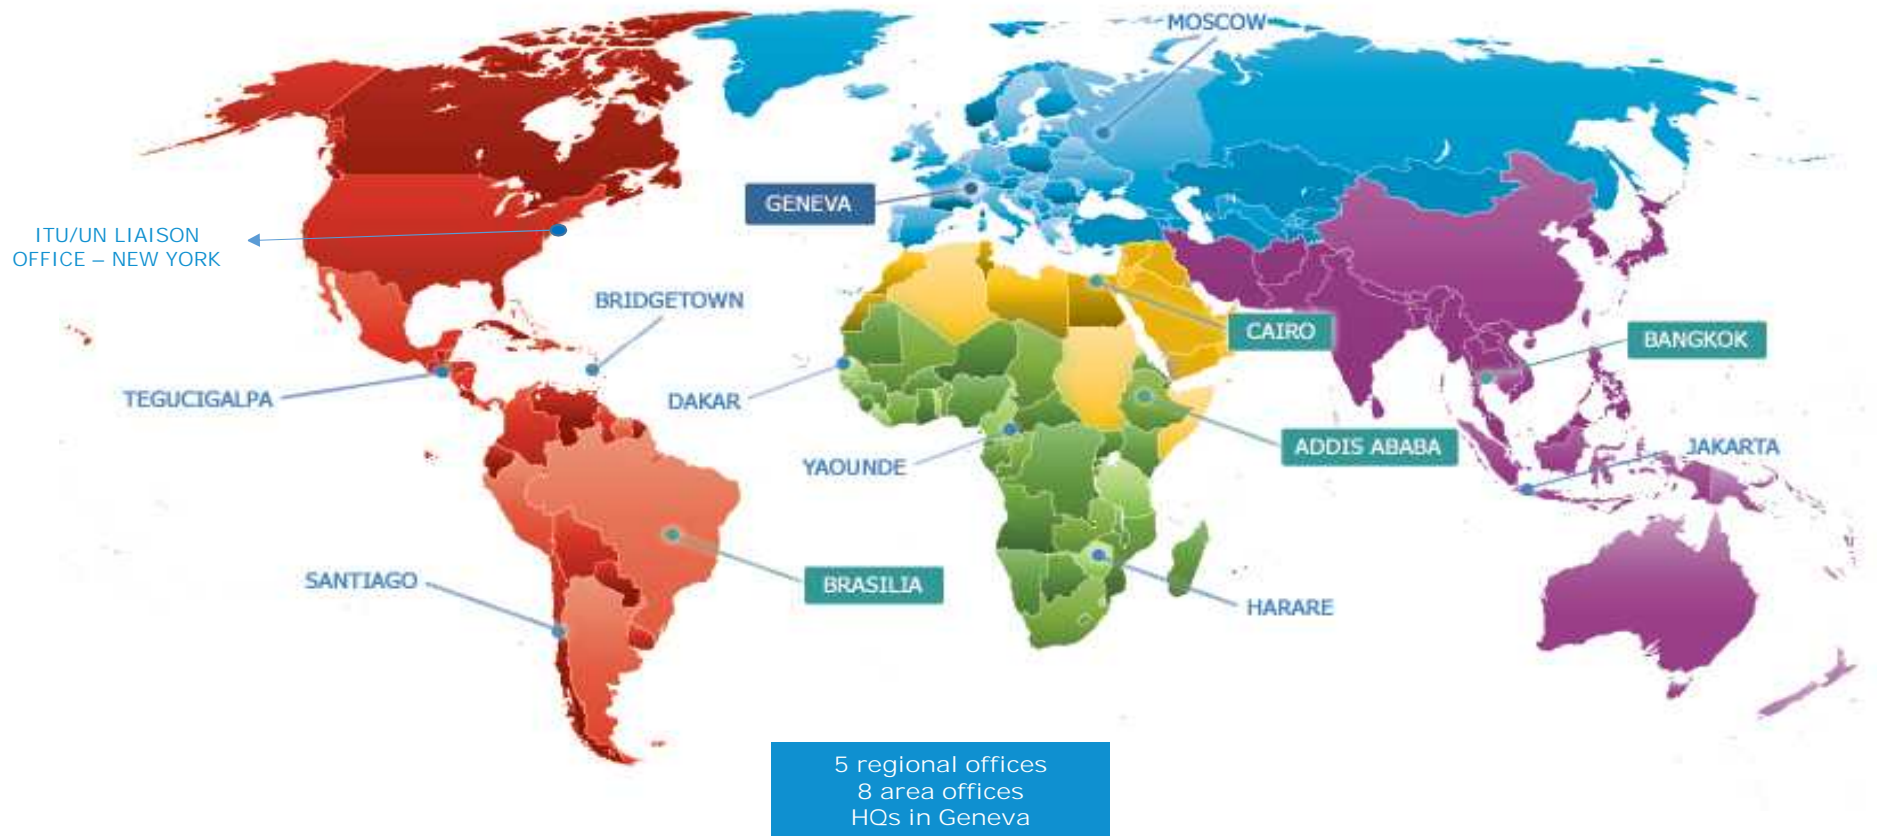 MOSCOW
GENEVA
ITU/UN LIAISON
OFFICE – NEW YORK
BRIDGETOWN
CAIRO
BANGKOK
TEGUCIGALPA
DAKAR
ADDIS ABABA
JAKARTA
YAOUNDE
SANTIAGO
BRASILIA
HARARE
5 regional offices
8 area offices
HQs in Geneva